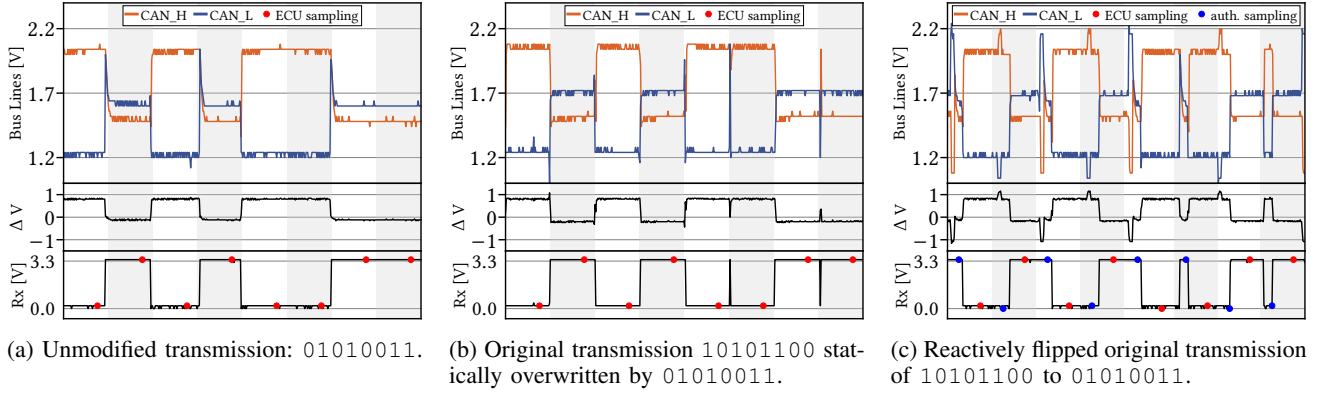 CAN_H CAN_L ECU sampling
2.2
1.7
1.2
Bus Lines [V]
1
0
−1
Δ V
3.3
0.0
Rx [V]
(a) Unmodified transmission: 01010011.
CAN_H CAN_L ECU sampling
2.2
1.7
1.2
Bus Lines [V]
1
0
−1
Δ V
3.3
0.0
Rx [V]
(b) Original transmission 10101100 stat-
ically overwritten by 01010011.
CAN_H CAN_L ECU sampling auth. sampling
2.2
1.7
1.2
Bus Lines [V]
1
0
−1
Δ V
3.3
0.0
Rx [V]
(c) Reactively flipped original transmission
of 10101100 to 01010011.